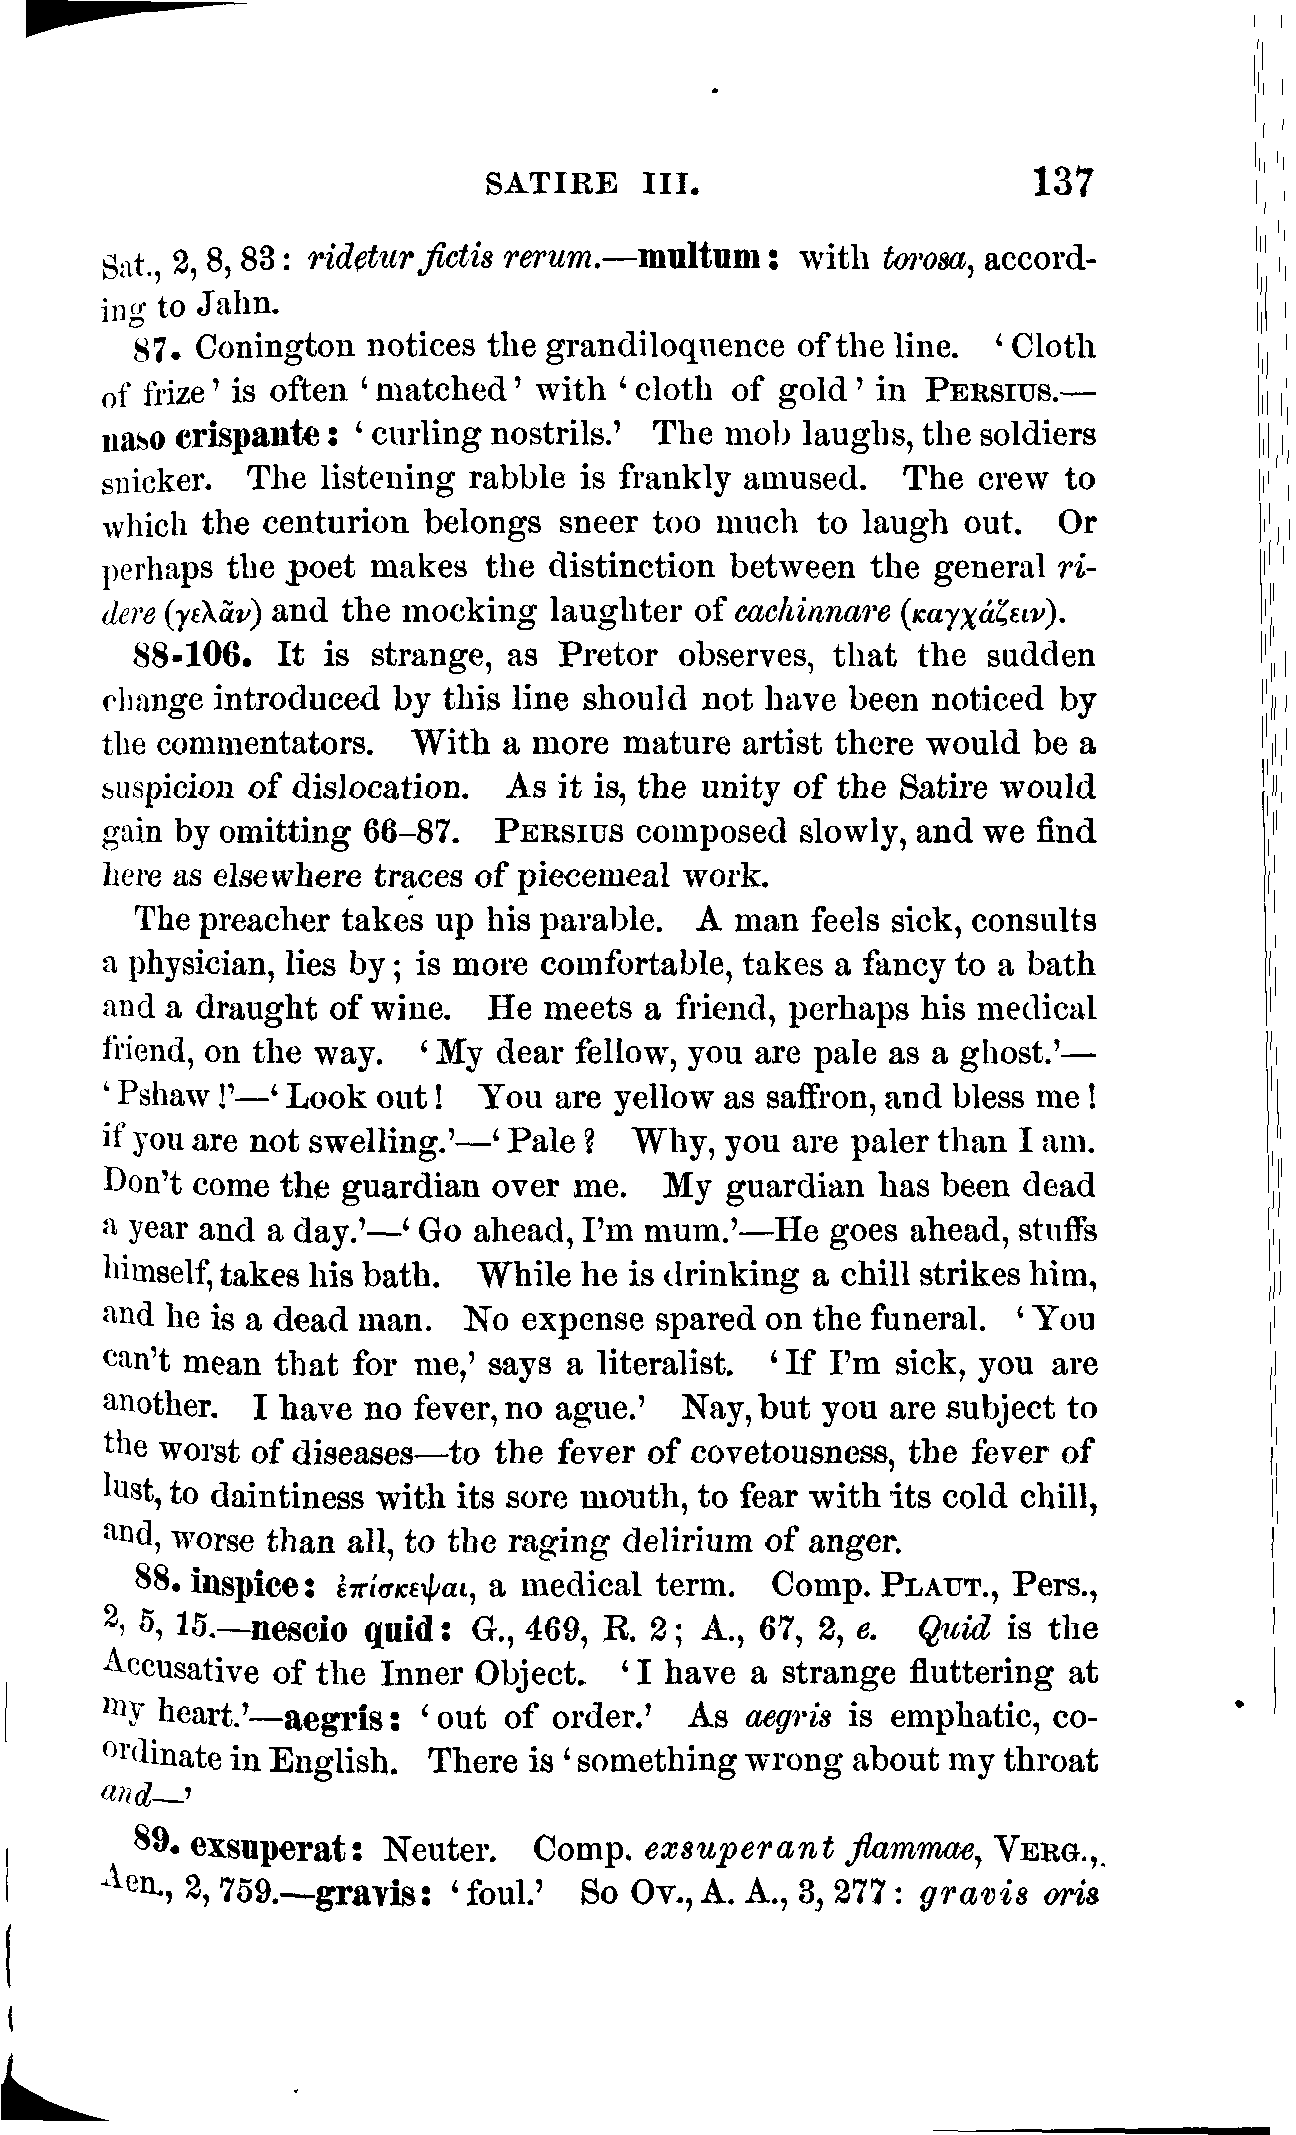 SATIRE III. 137
Sat., 2, 8, 83: ridetur fictis rerum.—multum: with torosa, accord-
ing to Jahn.
87. Conington notices the grandiloquence of the line. ‘Cloth
of frize’ is often ‘matched’ with ‘cloth of gold’ in PERSIUS.—
naso crispante: ‘curling nostrils.’ The mob laughs, the soldiers
snicker. The listening rabble is frankly amused. The crew to
which the centurion belongs sneer too much to laugh out. Or
perhaps the poet makes the distinction between the general ri-
dere (γελᾶν) and the mocking laughter of cachinnare (καγχάζειν).
88-106. It is strange, as Pretor observes, that the sudden
change introduced by this line should not have been noticed by
the commentators. With a more mature artist there would be a
suspicion of dislocation. As it is, the unity of the Satire would
gain by omitting 66–87. PERSIUS composed slowly, and we find
here as elsewhere traces of piecemeal work.
The preacher takes up his parable. A man feels sick, consults
a physician, lies by; is more comfortable, takes a fancy to a bath
and a draught of wine. He meets a friend, perhaps his medical
friend, on the way. ‘My dear fellow, you are pale as a ghost.’—
‘Pshaw!’—‘Look out! You are yellow as saffron, and bless me!
if you are not swelling.’—‘Pale? Why, you are paler than I am.
Don’t come the guardian over me. My guardian has been dead
a year and a day.’—‘Go ahead, I’m mum.’—He goes ahead, stuffs
himself, takes his bath. While he is drinking a chill strikes him,
and he is a dead man. No expense spared on the funeral. ‘You
can’t mean that for me,’ says a literalist. ‘If I’m sick, you are
another. I have no fever, no ague.’ Nay, but you are subject to
the worst of diseases—to the fever of covetousness, the fever of
lust, to daintiness with its sore mouth, to fear with its cold chill,
and, worse than all, to the raging delirium of anger.
88. inspice: ἐπίσκεψαι, a medical term. Comp. PLAUT., Pers.,
2, 5, 15.—nescio quid: G., 469, R. 2; A., 67, 2, e. Quid is the
Accusative of the Inner Object. ‘I have a strange fluttering at
my heart.’—aegris: ‘out of order.’ As aegris is emphatic, co-
ordinate in English. There is ‘something wrong about my throat
and—’
89. exsuperat: Neuter. Comp. exsuperant flammae, VERG.,
Aen., 2, 759.—gravis: ‘foul.’ So OV., A. A., 3, 277: gravis oris